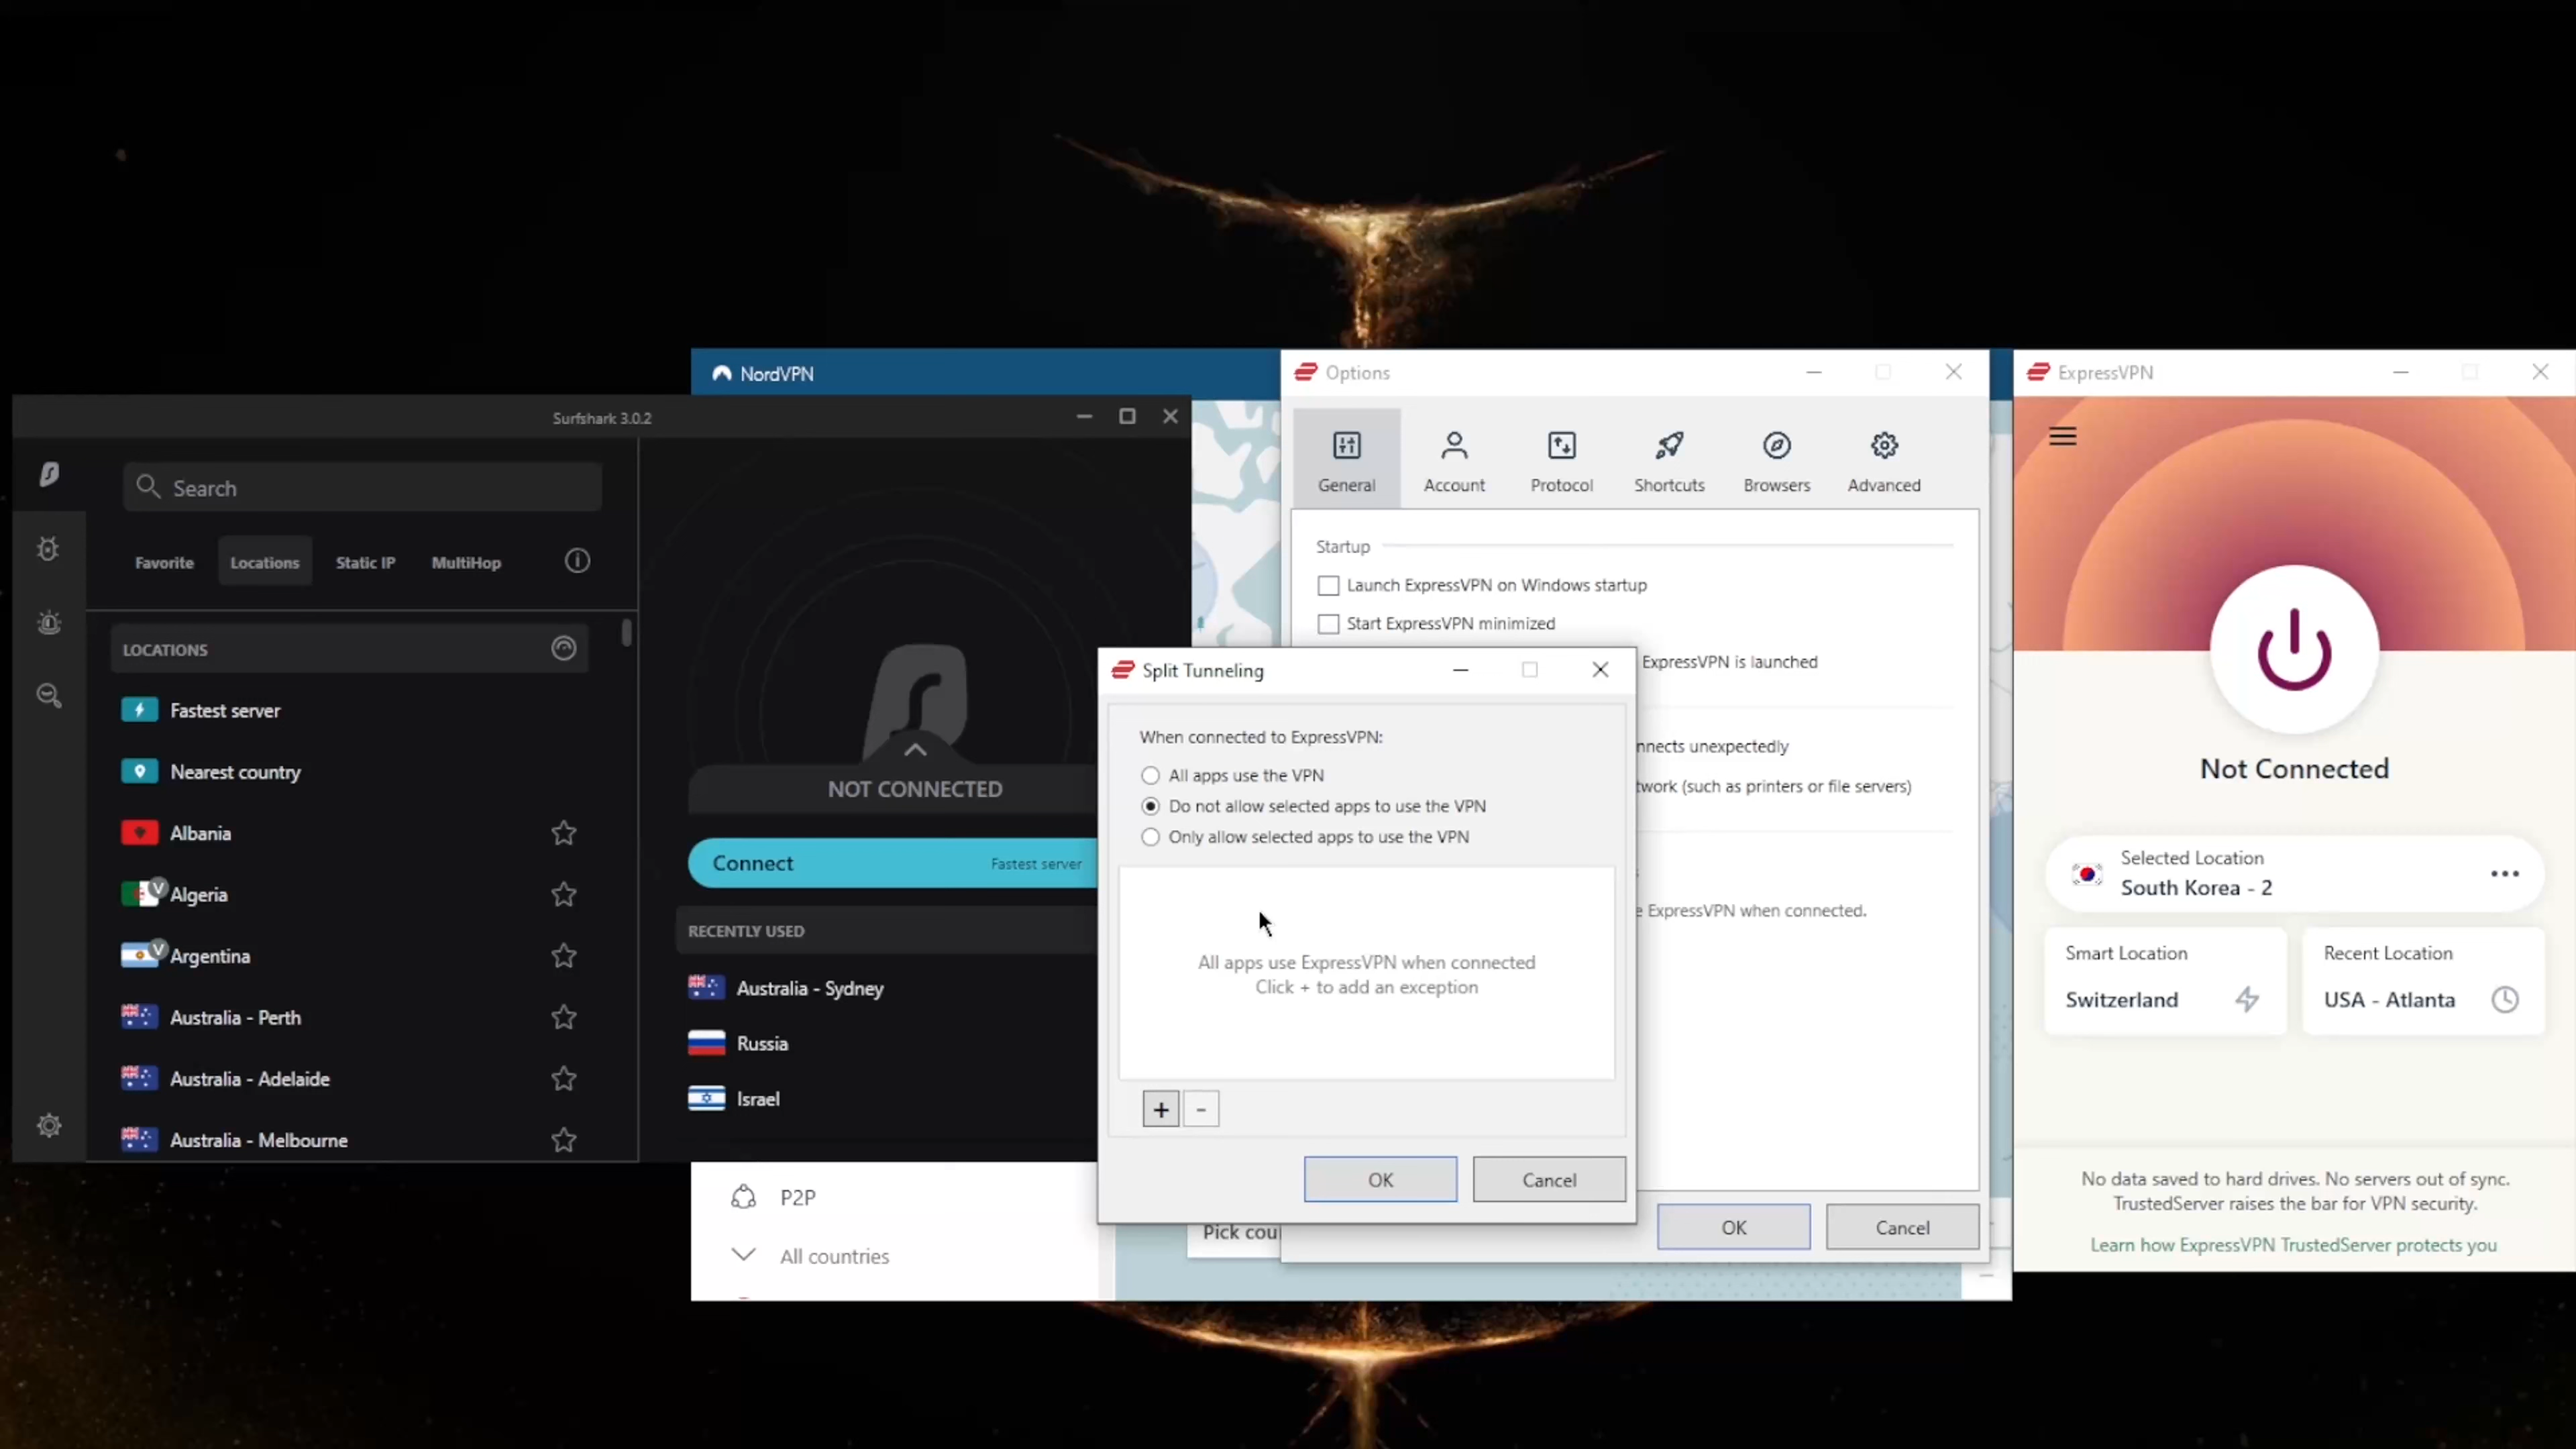 NordVPN
Surfshark 3.0.2
Search
Favorite
Locations
Static IP
MultiHop
LOCATIONS
Fastest server
Nearest country
Albania
Algeria
Argentina
Australia - Perth
Australia - Adelaide
Australia - Melbourne
NOT CONNECTED
Connect
Fastest server
RECENTLY USED
Australia - Sydney
Russia
Israel
P2P
All countries
Options
General
Account
Protocol
Shortcuts
Browsers
Advanced
Startup
Launch ExpressVPN on Windows startup
Start ExpressVPN minimized
ExpressVPN is launched
unexpectedly
(such as printers or file servers)
ExpressVPN when connected.
Split Tunneling
When connected to ExpressVPN:
All apps use the VPN
Do not allow selected apps to use the VPN
Only allow selected apps to use the VPN
All apps use ExpressVPN when connected
Click + to add an exception
+ -
OK
Cancel
Pick
OK
Cancel
ExpressVPN
Not Connected
Selected Location
South Korea - 2
Smart Location
Switzerland
Recent Location
USA - Atlanta
No data saved to hard drives. No servers out of sync.
TrustedServer raises the bar for VPN security.
Learn how ExpressVPN TrustedServer protects you